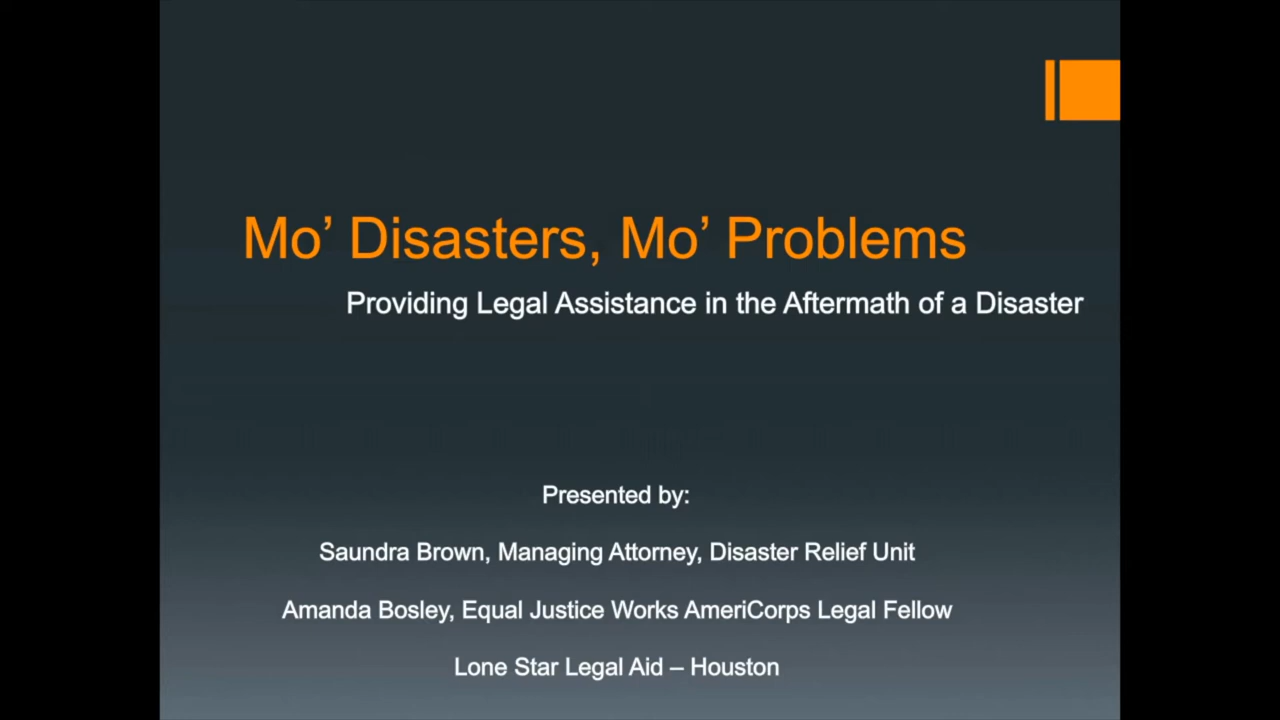 Mo’ Disasters, Mo’ Problems
Providing Legal Assistance in the Aftermath of a Disaster
Presented by:
Saundra Brown, Managing Attorney, Disaster Relief Unit
Amanda Bosley, Equal Justice Works AmeriCorps Legal Fellow
Lone Star Legal Aid – Houston